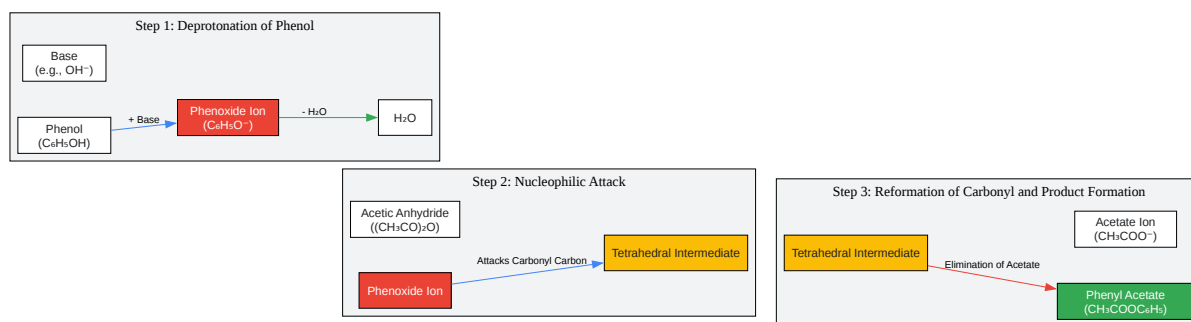 Step 1: Deprotonation of Phenol
Base
(e.g., OH⁻)
Phenol
(C₆H₅OH)
+ Base
Phenoxide Ion
(C₆H₅O⁻)
- H₂O
H₂O
Step 2: Nucleophilic Attack
Acetic Anhydride
((CH₃CO)₂O)
Phenoxide Ion
Attacks Carbonyl Carbon
Tetrahedral Intermediate
Step 3: Reformation of Carbonyl and Product Formation
Acetate Ion
(CH₃COO⁻)
Tetrahedral Intermediate
Elimination of Acetate
Phenyl Acetate
(CH₃COOC₆H₅)